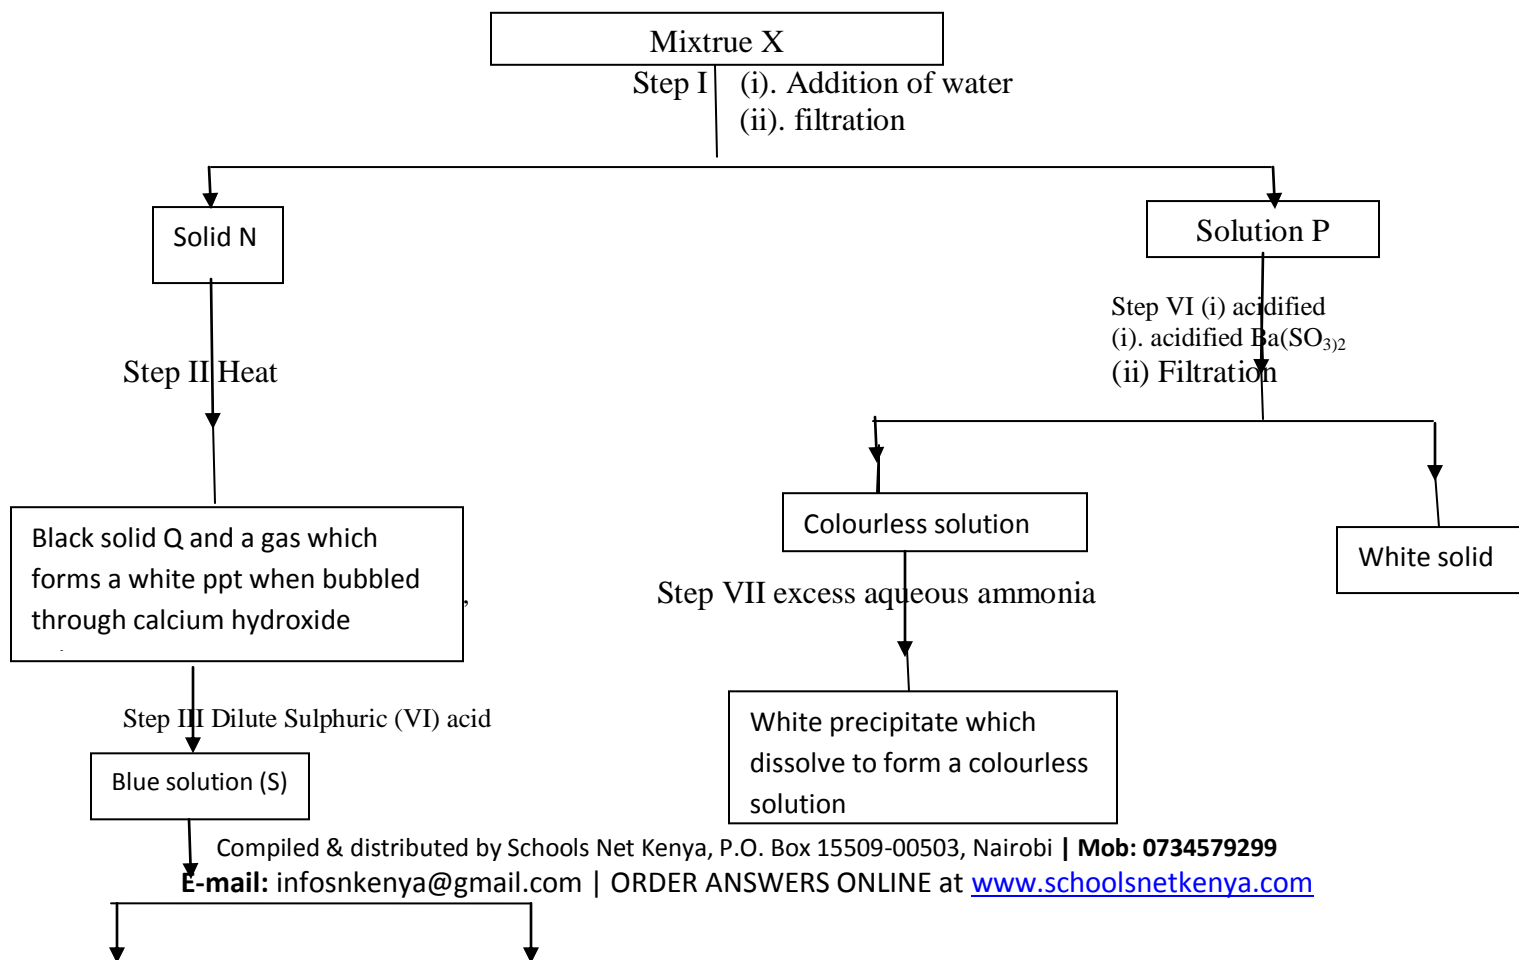 Mixtrue X
Step I (i). Addition of water
(ii). filtration
Solid N
Solution P
Step VI (i) acidified
(i). acidified Ba(SO3)2
(ii) Filtration
Step II Heat
Black solid Q and a gas which
forms a white ppt when bubbled
through calcium hydroxide
,
Colourless solution
White solid
Step VII excess aqueous ammonia
Step III Dilute Sulphuric (VI) acid
White precipitate which
dissolve to form a colourless
solution
Blue solution (S)
Compiled & distributed by Schools Net Kenya, P.O. Box 15509-00503, Nairobi | Mob: 0734579299
E-mail: infosnkenya@gmail.com | ORDER ANSWERS ONLINE at www.schoolsnetkenya.com